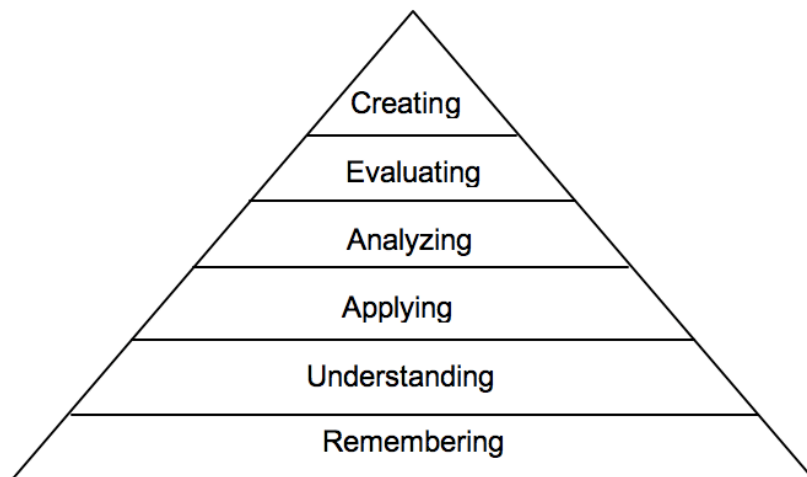 Creating
Evaluating
Analyzing
Applying
Understanding
Remembering